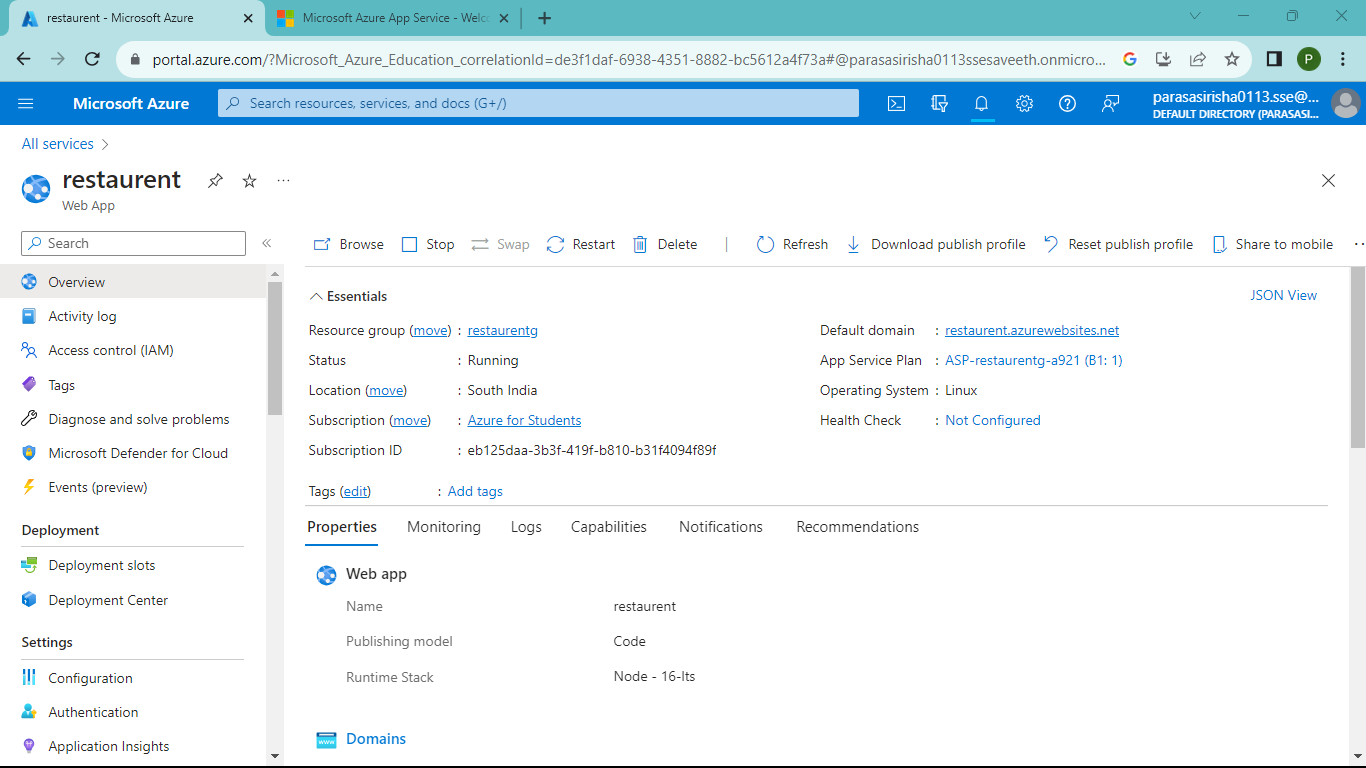 restaurent - Microsoft Azure
Microsoft Azure App Service - Welc
portal.azure.com/?Microsoft_Azure_Education_correlationId=de3f1daf-6938-4351-8882-bc5612a4f73a#@parasasirisha0113ssesaveeth.onmicro...
P
Microsoft Azure
Search resources, services, and docs (G+/)
parasasirisha0113.sse@...
DEFAULT DIRECTORY (PARASASI...
All services
restaurent
Web App
Search
Browse Stop Swap Restart Delete Refresh Download publish profile Reset publish profile Share to mobile
Overview
Activity log
Access control (IAM)
Tags
Diagnose and solve problems
Microsoft Defender for Cloud
Events (preview)
Deployment
Deployment slots
Deployment Center
Settings
Configuration
Authentication
Application Insights
Essentials
JSON View
Resource group (move) : restaurentg
Status : Running
Location (move) : South India
Subscription (move) : Azure for Students
Subscription ID : eb125daa-3b3f-419f-b810-b31f4094f89f
Default domain : restaurent.azurewebsites.net
App Service Plan : ASP-restaurentg-a921 (B1: 1)
Operating System : Linux
Health Check : Not Configured
Tags (edit) : Add tags
Properties Monitoring Logs Capabilities Notifications Recommendations
Web app
Name restaurent
Publishing model Code
Runtime Stack Node - 16-lts
www
Domains